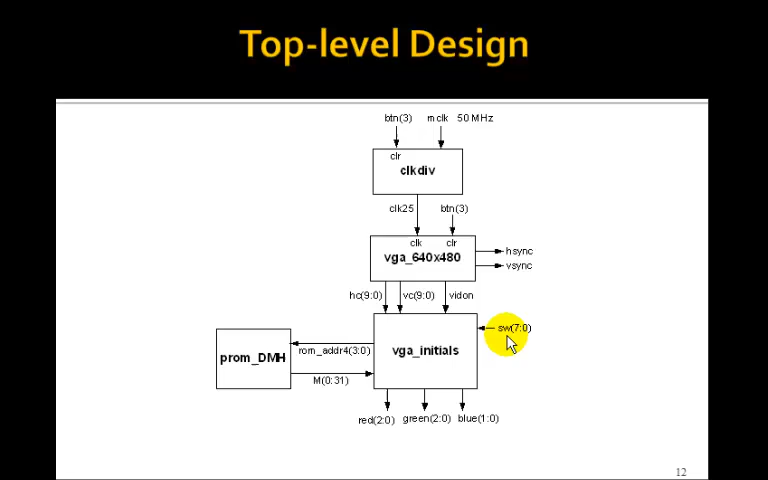 Top-level Design
btn(3) mclk 50 MHz
clr
clkdiv
clk25 btn(3)
clk clr
vga_640x480
hsync
vsync
hc(9:0) vc(9:0) vidon
sw(7:0)
prom_DMH
rom_addr4(3:0)
vga_initials
M(0:31)
red(2:0) green(2:0) blue(1:0)
12